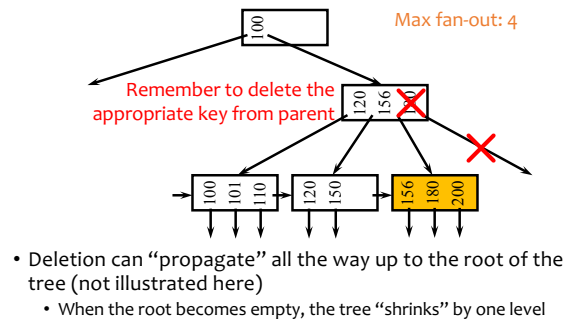 Max fan-out: 4
100
Remember to delete the
appropriate key from parent
120 156 180
100 101 110
120 150
156 180 200
• Deletion can “propagate” all the way up to the root of the
tree (not illustrated here)
• When the root becomes empty, the tree “shrinks” by one level